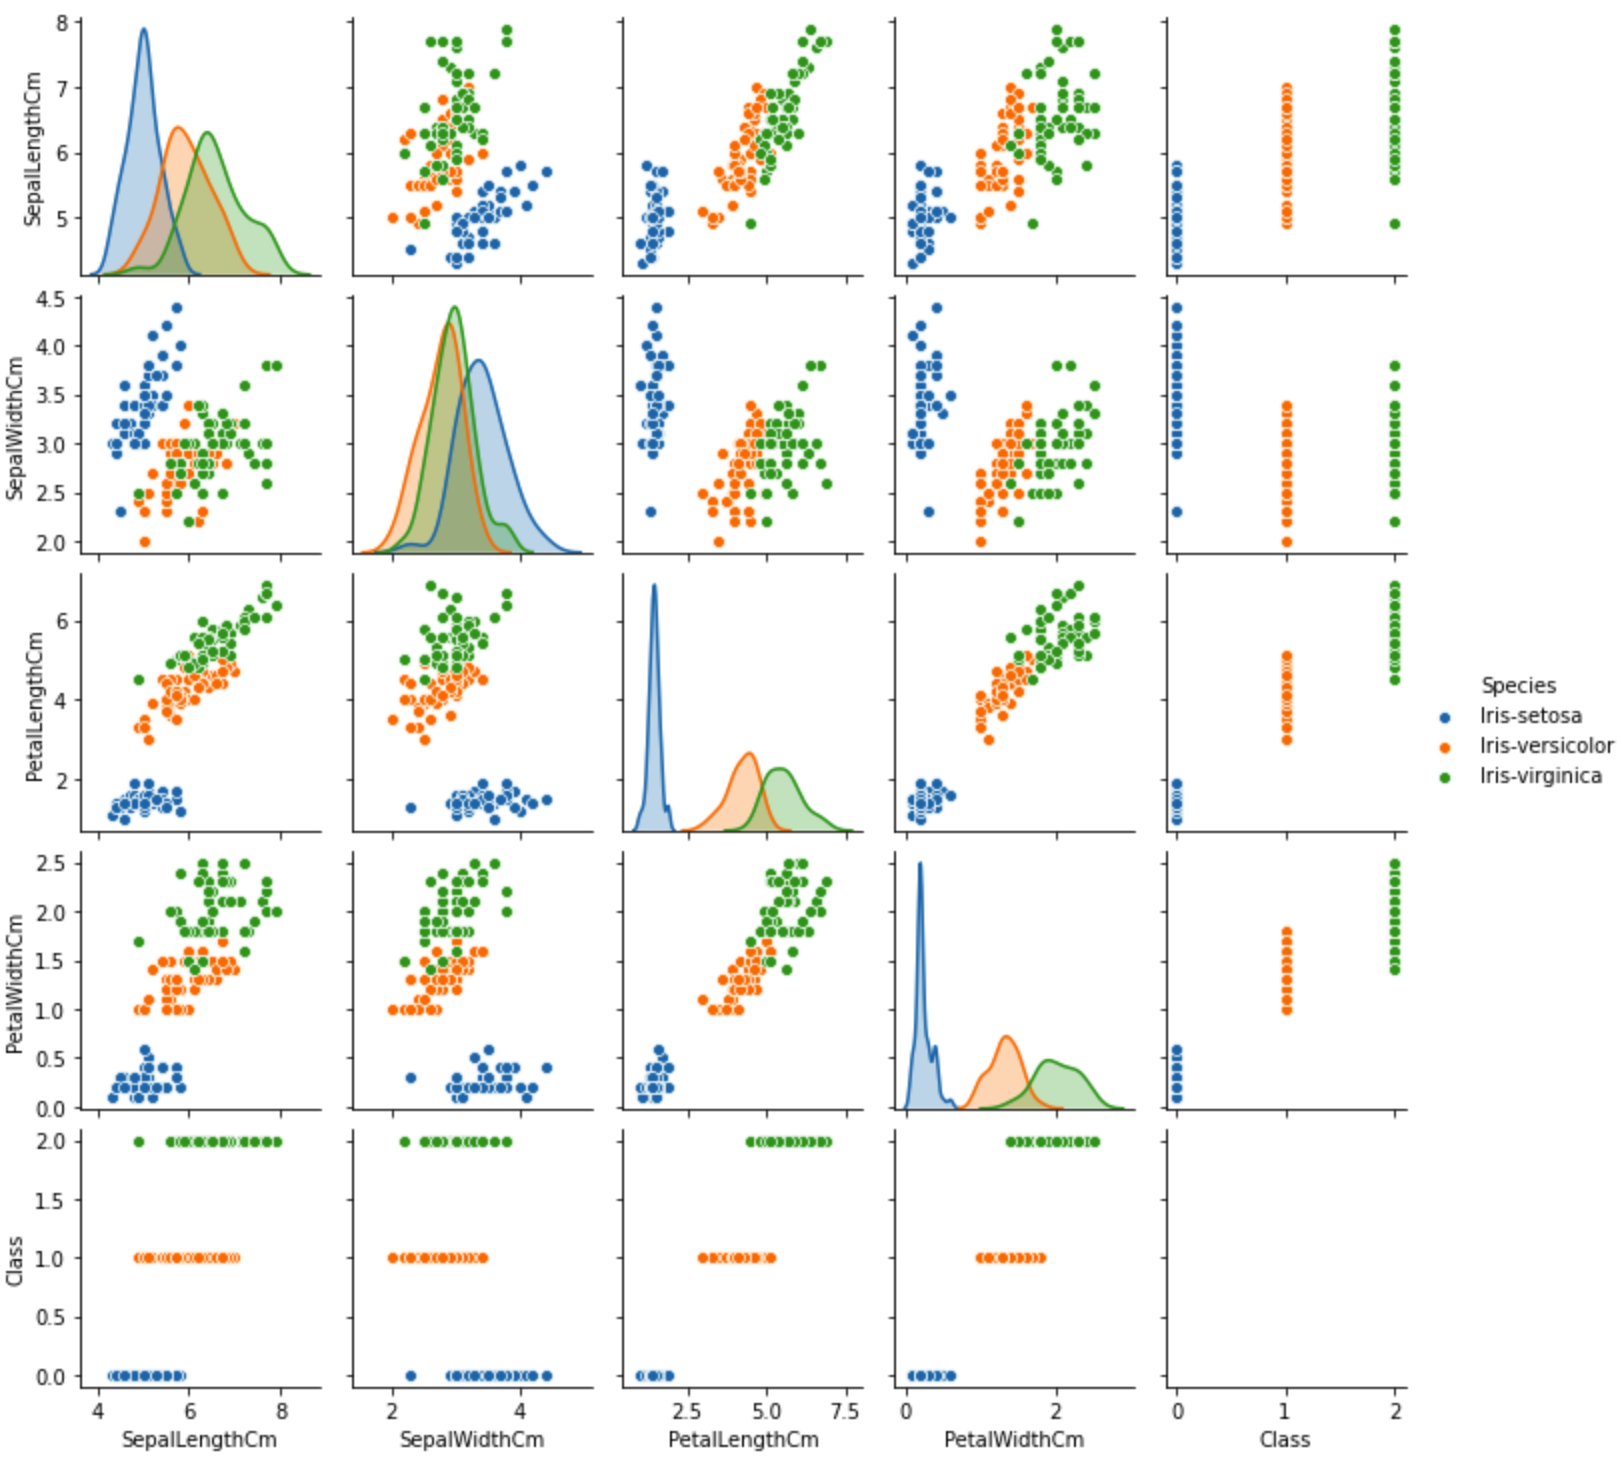 8
7
6
5
SepalLengthCm
4.5
4.0
3.5
3.0
2.5
2.0
SepalWidthCm
6
4
2
PetalLengthCm
Species
Iris-setosa
Iris-versicolor
Iris-virginica
2.5
2.0
1.5
1.0
0.5
0.0
PetalWidthCm
2.0
1.5
1.0
0.5
0.0
Class
4 6 8 2 4 2.5 5.0 7.5 0 2 0 1 2
SepalLengthCm SepalWidthCm PetalLengthCm PetalWidthCm Class